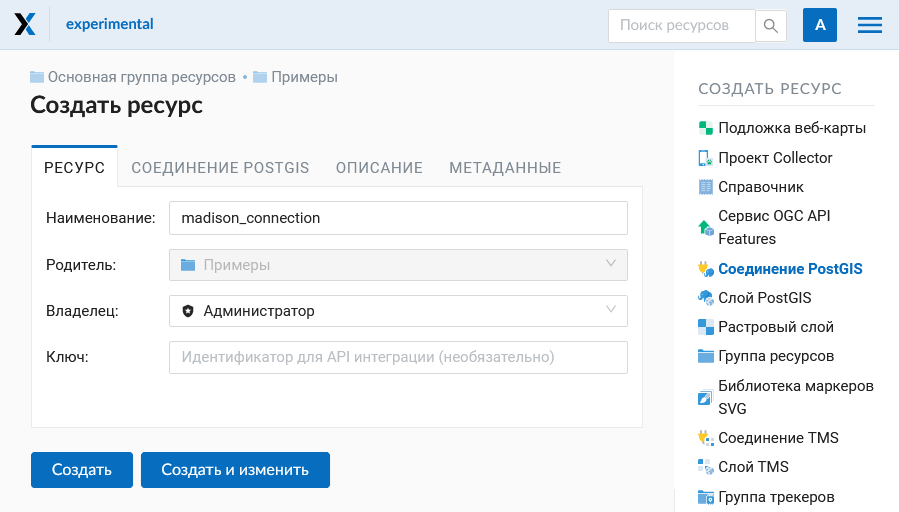 experimental
Поиск ресурсов
A
Основная группа ресурсов • Примеры
Создать ресурс
РЕСУРС СОЕДИНЕНИЕ POSTGIS ОПИСАНИЕ МЕТАДАННЫЕ
Наименование: madison_connection
Родитель: Примеры
Владелец: Администратор
Ключ: Идентификатор для API интеграции (необязательно)
Создать Создать и изменить
СОЗДАТЬ РЕСУРС
Подложка веб-карты
Проект Collector
Справочник
Сервис OGC API
Features
Соединение PostGIS
Слой PostGIS
Растровый слой
Группа ресурсов
Библиотека маркеров
SVG
Соединение TMS
Слой TMS
Группа трекеров